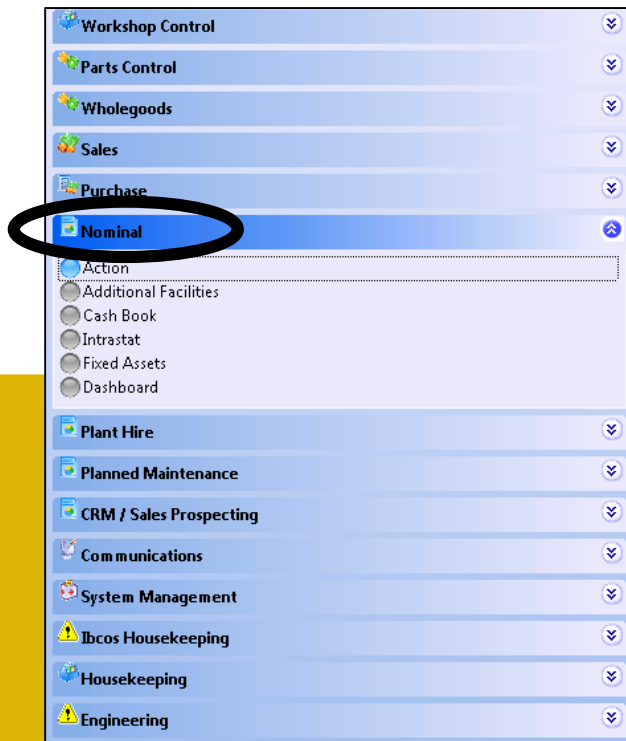 Workshop Control
Parts Control
Wholegoods
Sales
Purchase
Nominal
Action
Additional Facilities
Cash Book
Intrastat
Fixed Assets
Dashboard
Plant Hire
Planned Maintenance
CRM / Sales Prospecting
Communications
System Management
Ibcos Housekeeping
Housekeeping
Engineering